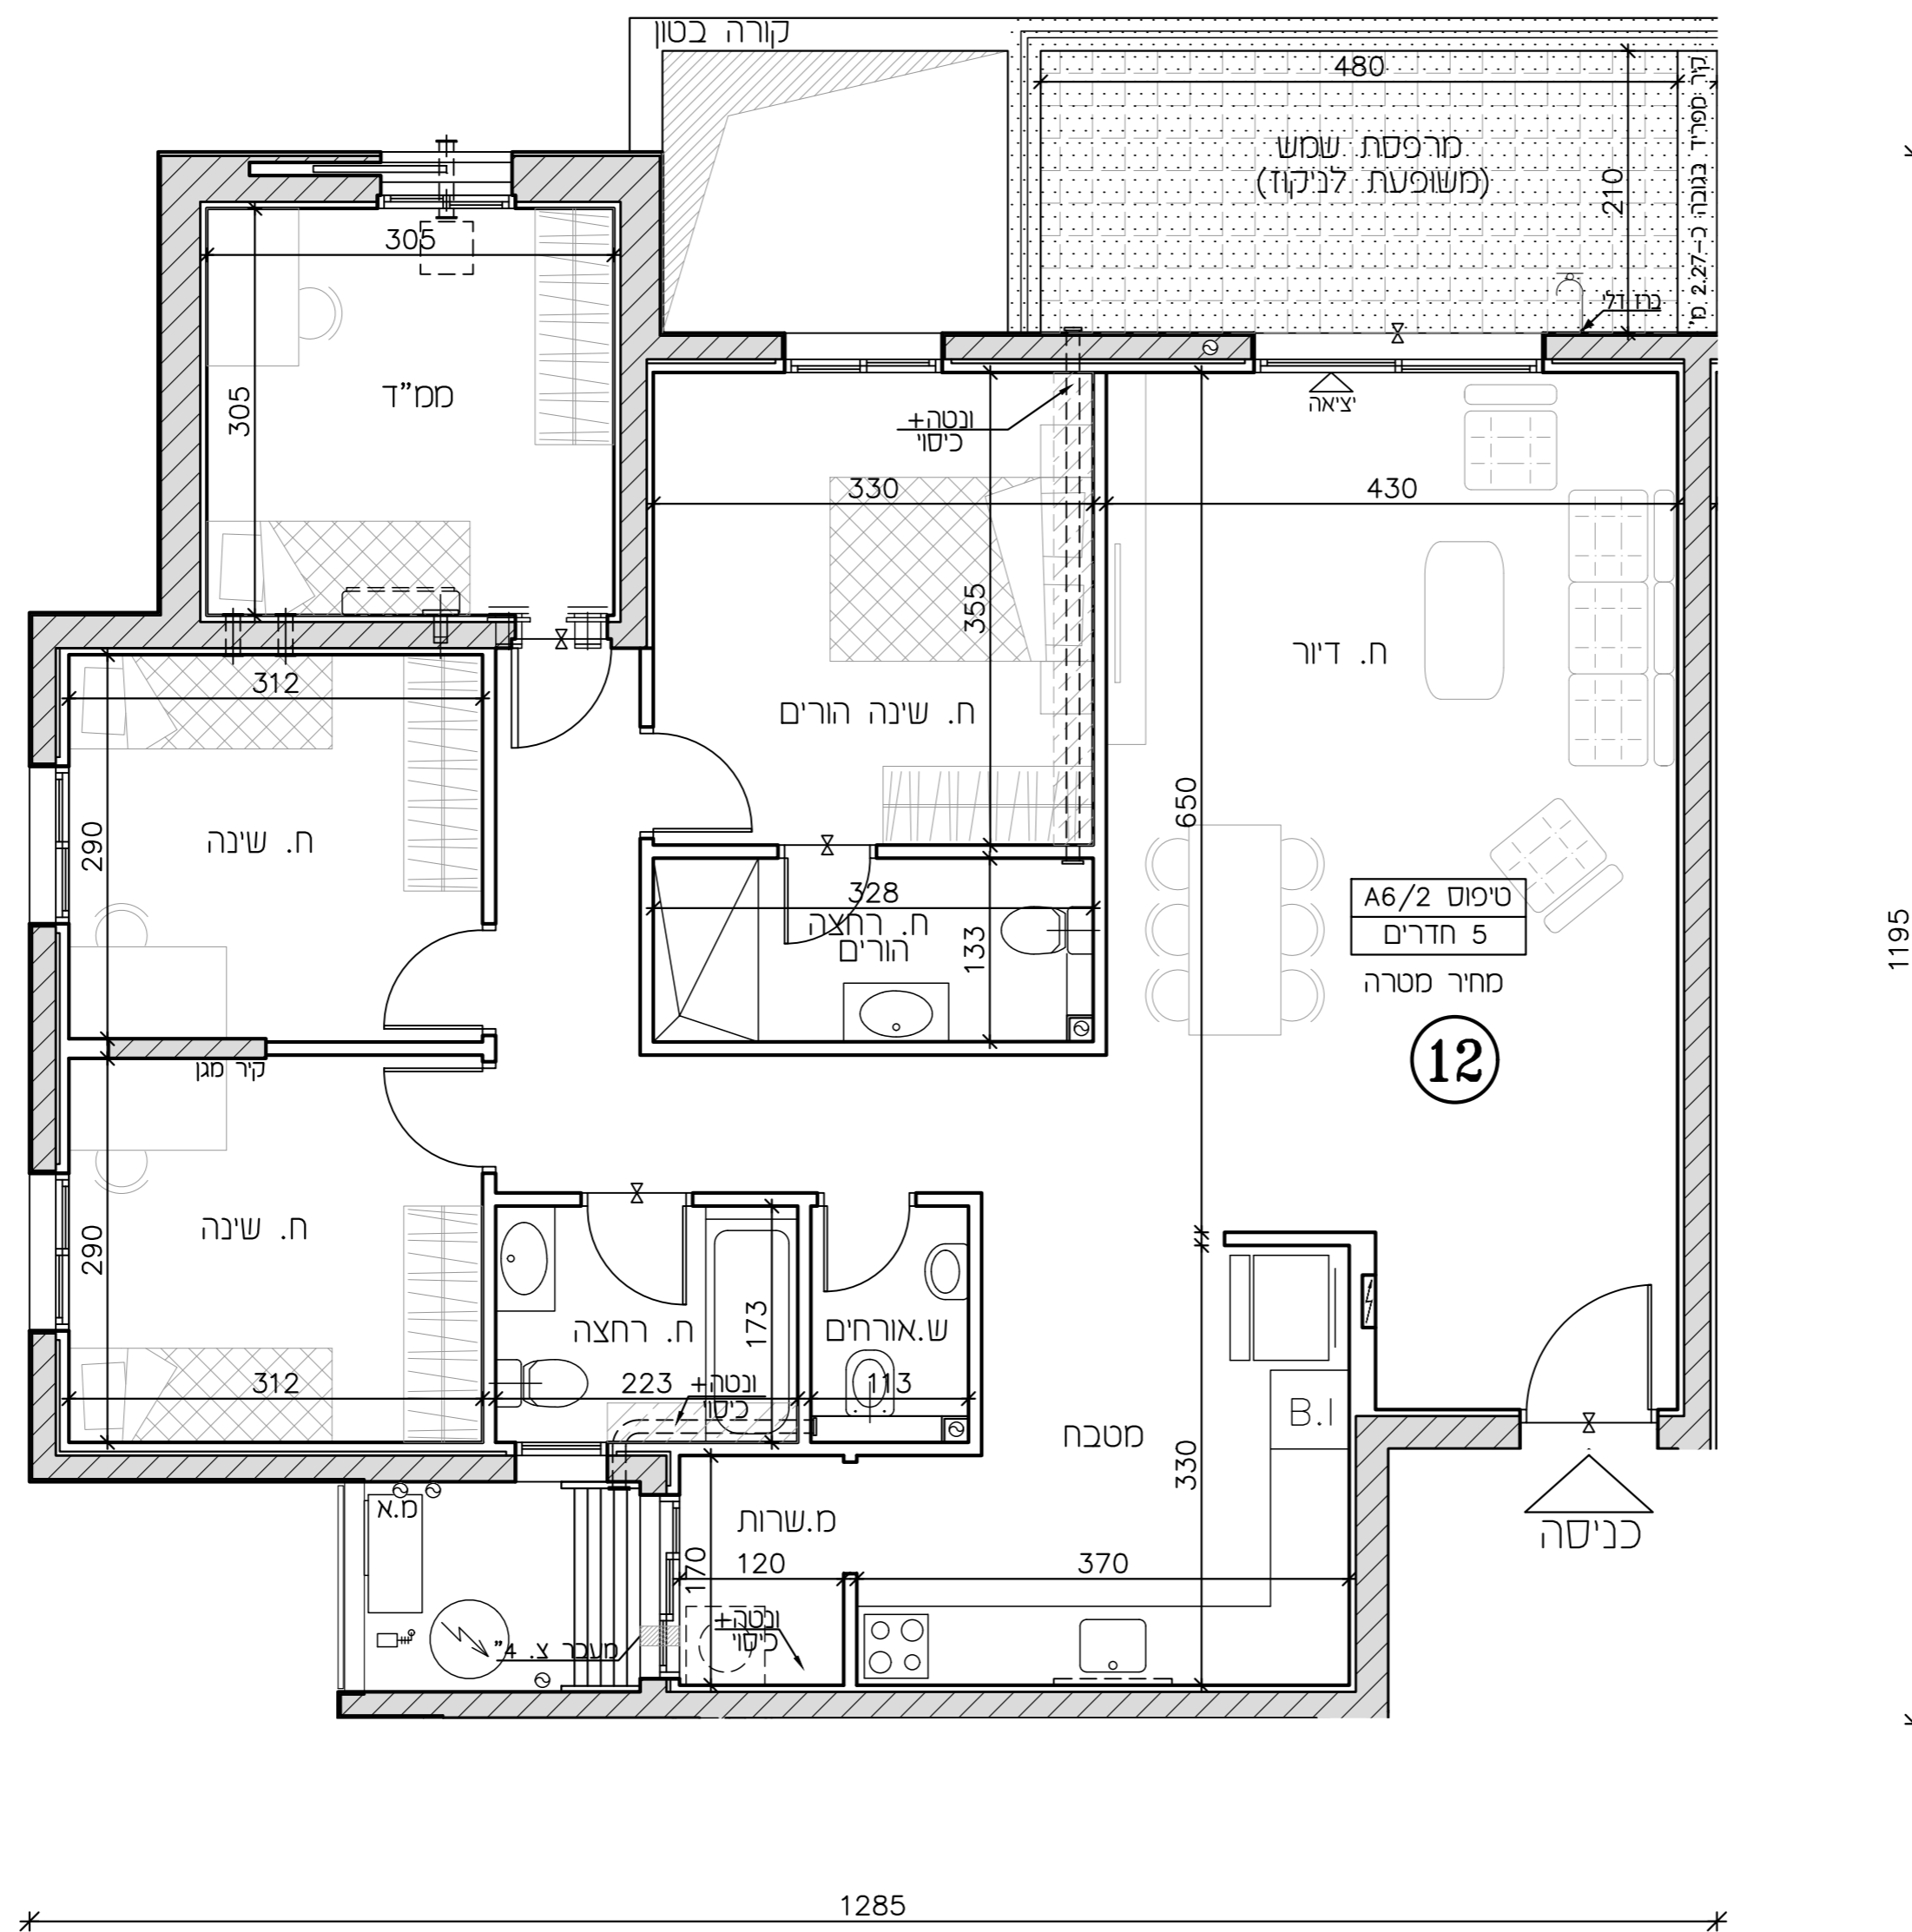 קורה בטון
480
מרפסת שמש
(משופעת לניקוז)
210
קיר מפריד בגובה כ-2.27 מ'
ברז דלי
יציאה
305
305
ממ"ד
ונטה+
כיסוי
330
430
355
ח. דיור
ח. שינה הורים
312
290
ח. שינה
650
328
ח. רחצה
הורים
133
טיפוס A6/2
5 חדרים
מחיר מטרה
12
1195
קיר מגן
290
ח. שינה
312
ח. רחצה
173
223
ונטה+
כיסוי
ש.אורחים
113
B.I
מטבח
330
כניסה
מ.א
מ.שרות
120
170
370
ונטה+
כיסוי
מעבר צ. 4"
1285